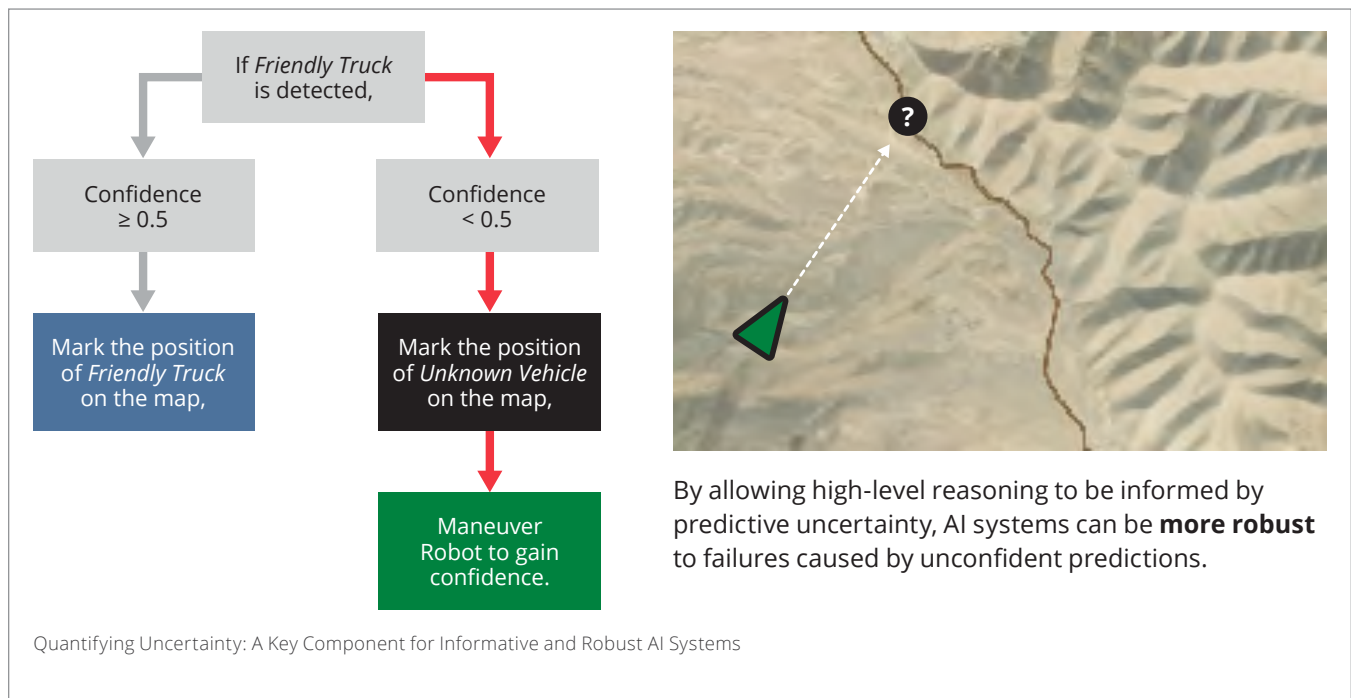 If Friendly Truck
is detected,
Confidence
≥ 0.5
Confidence
< 0.5
Mark the position
of Friendly Truck
on the map,
Mark the position
of Unknown Vehicle
on the map,
Maneuver
Robot to gain
confidence.
?
By allowing high-level reasoning to be informed by
predictive uncertainty, AI systems can be more robust
to failures caused by unconfident predictions.
Quantifying Uncertainty: A Key Component for Informative and Robust AI Systems